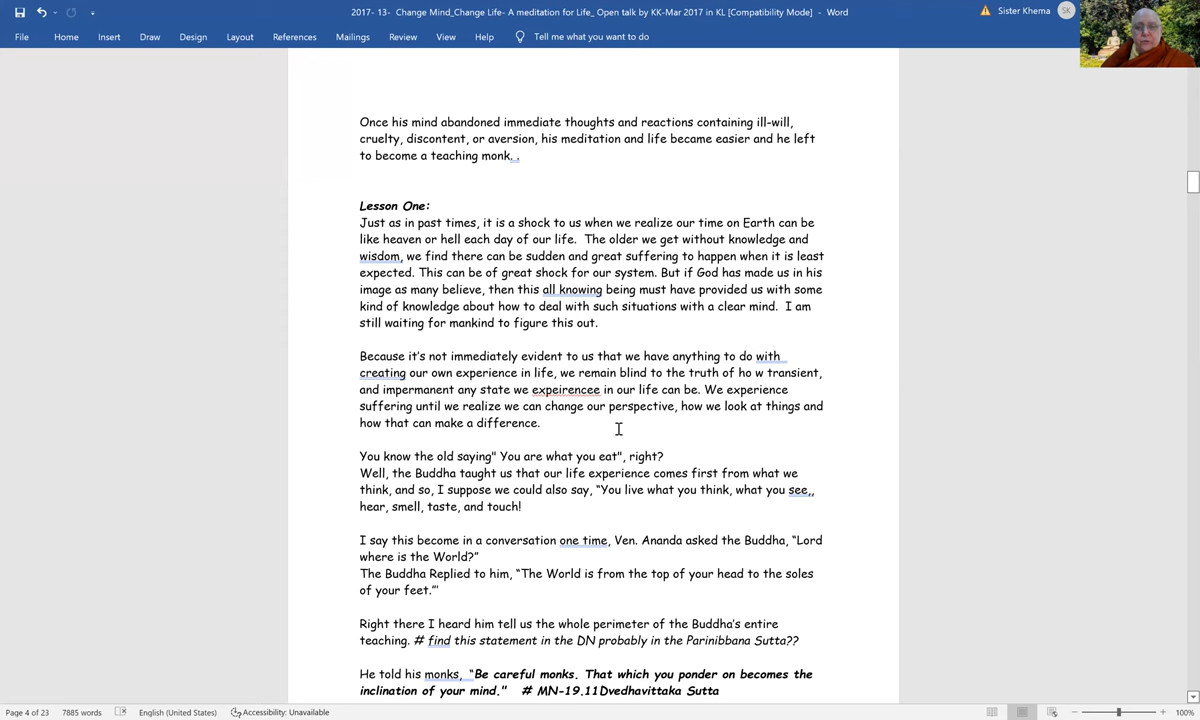 2017- 13-  Change Mind_Change Life- A meditation for Life_ Open talk by KK-Mar 2017 in KL [Compatibility Mode]  -  Word
Sister Khema
SK
File Home Insert Draw Design Layout References Mailings Review View Help Tell me what you want to do
Once his mind abandoned immediate thoughts and reactions containing ill-will,
cruelty, discontent, or aversion, his meditation and life became easier and he left
to become a teaching monk. .
Lesson One:
Just as in past times, it is a shock to us when we realize our time on Earth can be
like heaven or hell each day of our life.  The older we get without knowledge and
wisdom, we find there can be sudden and great suffering to happen when it is least
expected. This can be of great shock for our system. But if God has made us in his
image as many believe, then this all knowing being must have provided us with some
kind of knowledge about how to deal with such situations with a clear mind.  I am
still waiting for mankind to figure this out.
Because it's not immediately evident to us that we have anything to do with
creating our own experience in life, we remain blind to the truth of ho w transient,
and impermanent any state we expeirencee in our life can be. We experience
suffering until we realize we can change our perspective, how we look at things and
how that can make a difference.
You know the old saying" You are what you eat", right?
Well, the Buddha taught us that our life experience comes first from what we
think, and so, I suppose we could also say, “You live what you think, what you see,,
hear, smell, taste, and touch!
I say this become in a conversation one time, Ven. Ananda asked the Buddha, “Lord
where is the World?”
The Buddha Replied to him, “The World is from the top of your head to the soles
of your feet.”’
Right there I heard him tell us the whole perimeter of the Buddha’s entire
teaching. # find this statement in the DN probably in the Parinibbana Sutta??
He told his monks, “Be careful monks. That which you ponder on becomes the
inclination of your mind."   # MN-19.11Dvedhavittaka Sutta
Page 4 of 23 7885 words English (United States) Accessibility: Unavailable 100%